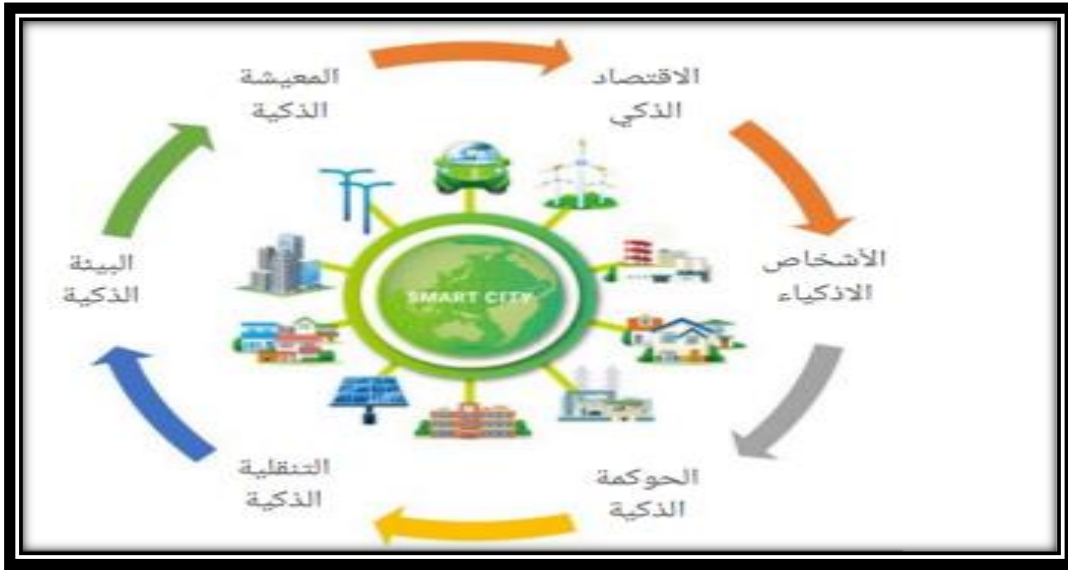 المعيشة
الذكية
الاقتصاد
الذكي
الأشخاص
الاذكياء
الحوكمة
الذكية
التنقلية
الذكية
البيئة
الذكية
SMART CITY